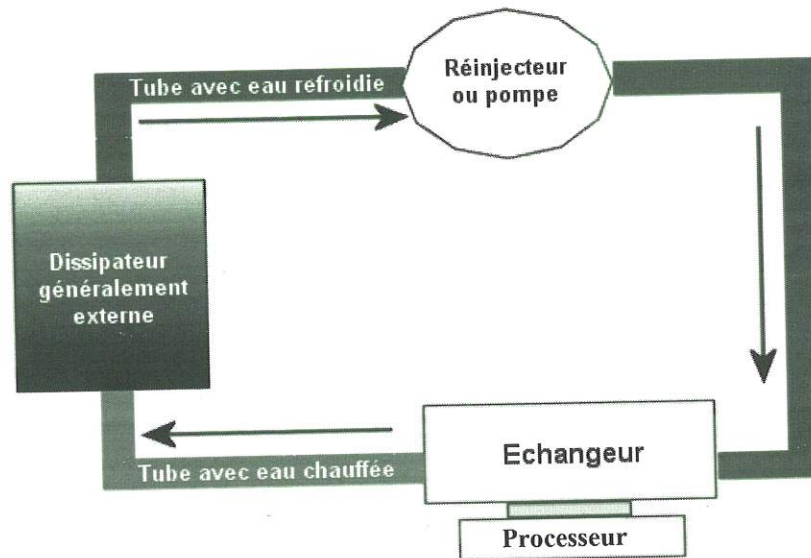 Tube avec eau refroidie
Réinjecteur
ou pompe
Dissipateur
généralement
externe
Echangeur
Tube avec eau chauffée
Processeur